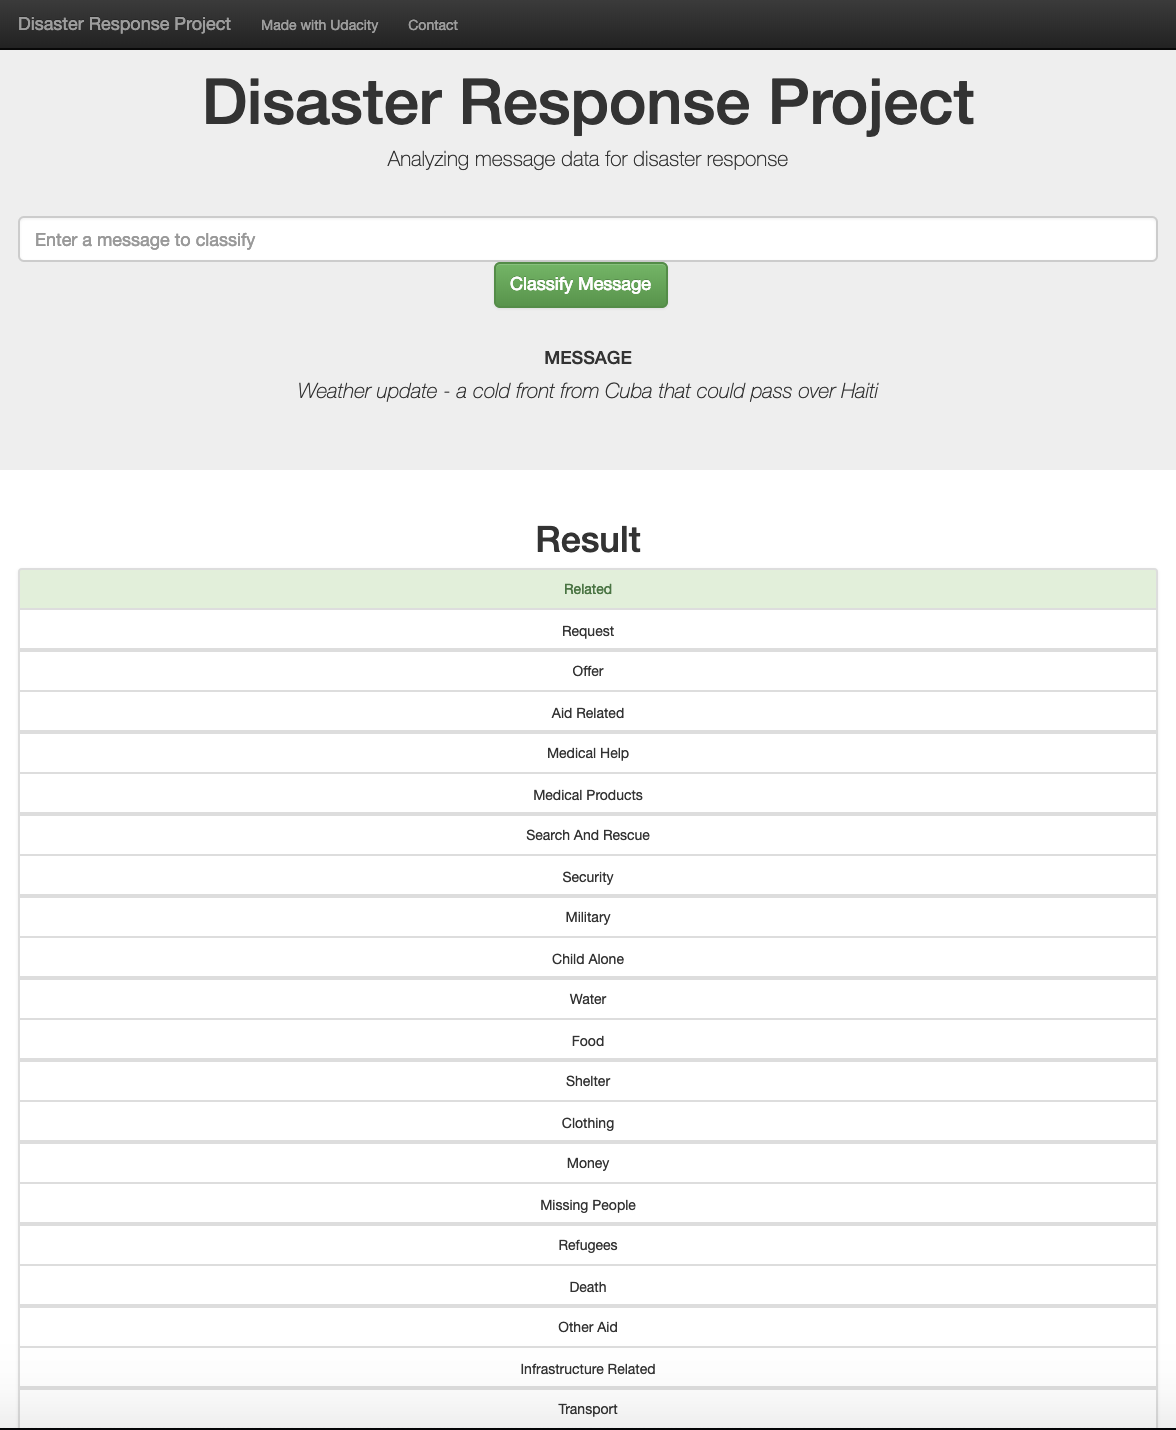 Disaster Response Project Made with Udacity Contact
Disaster Response Project
Analyzing message data for disaster response
Enter a message to classify
Classify Message
MESSAGE
Weather update - a cold front from Cuba that could pass over Haiti
Result
Related
Request
Offer
Aid Related
Medical Help
Medical Products
Search And Rescue
Security
Military
Child Alone
Water
Food
Shelter
Clothing
Money
Missing People
Refugees
Death
Other Aid
Infrastructure Related
Transport